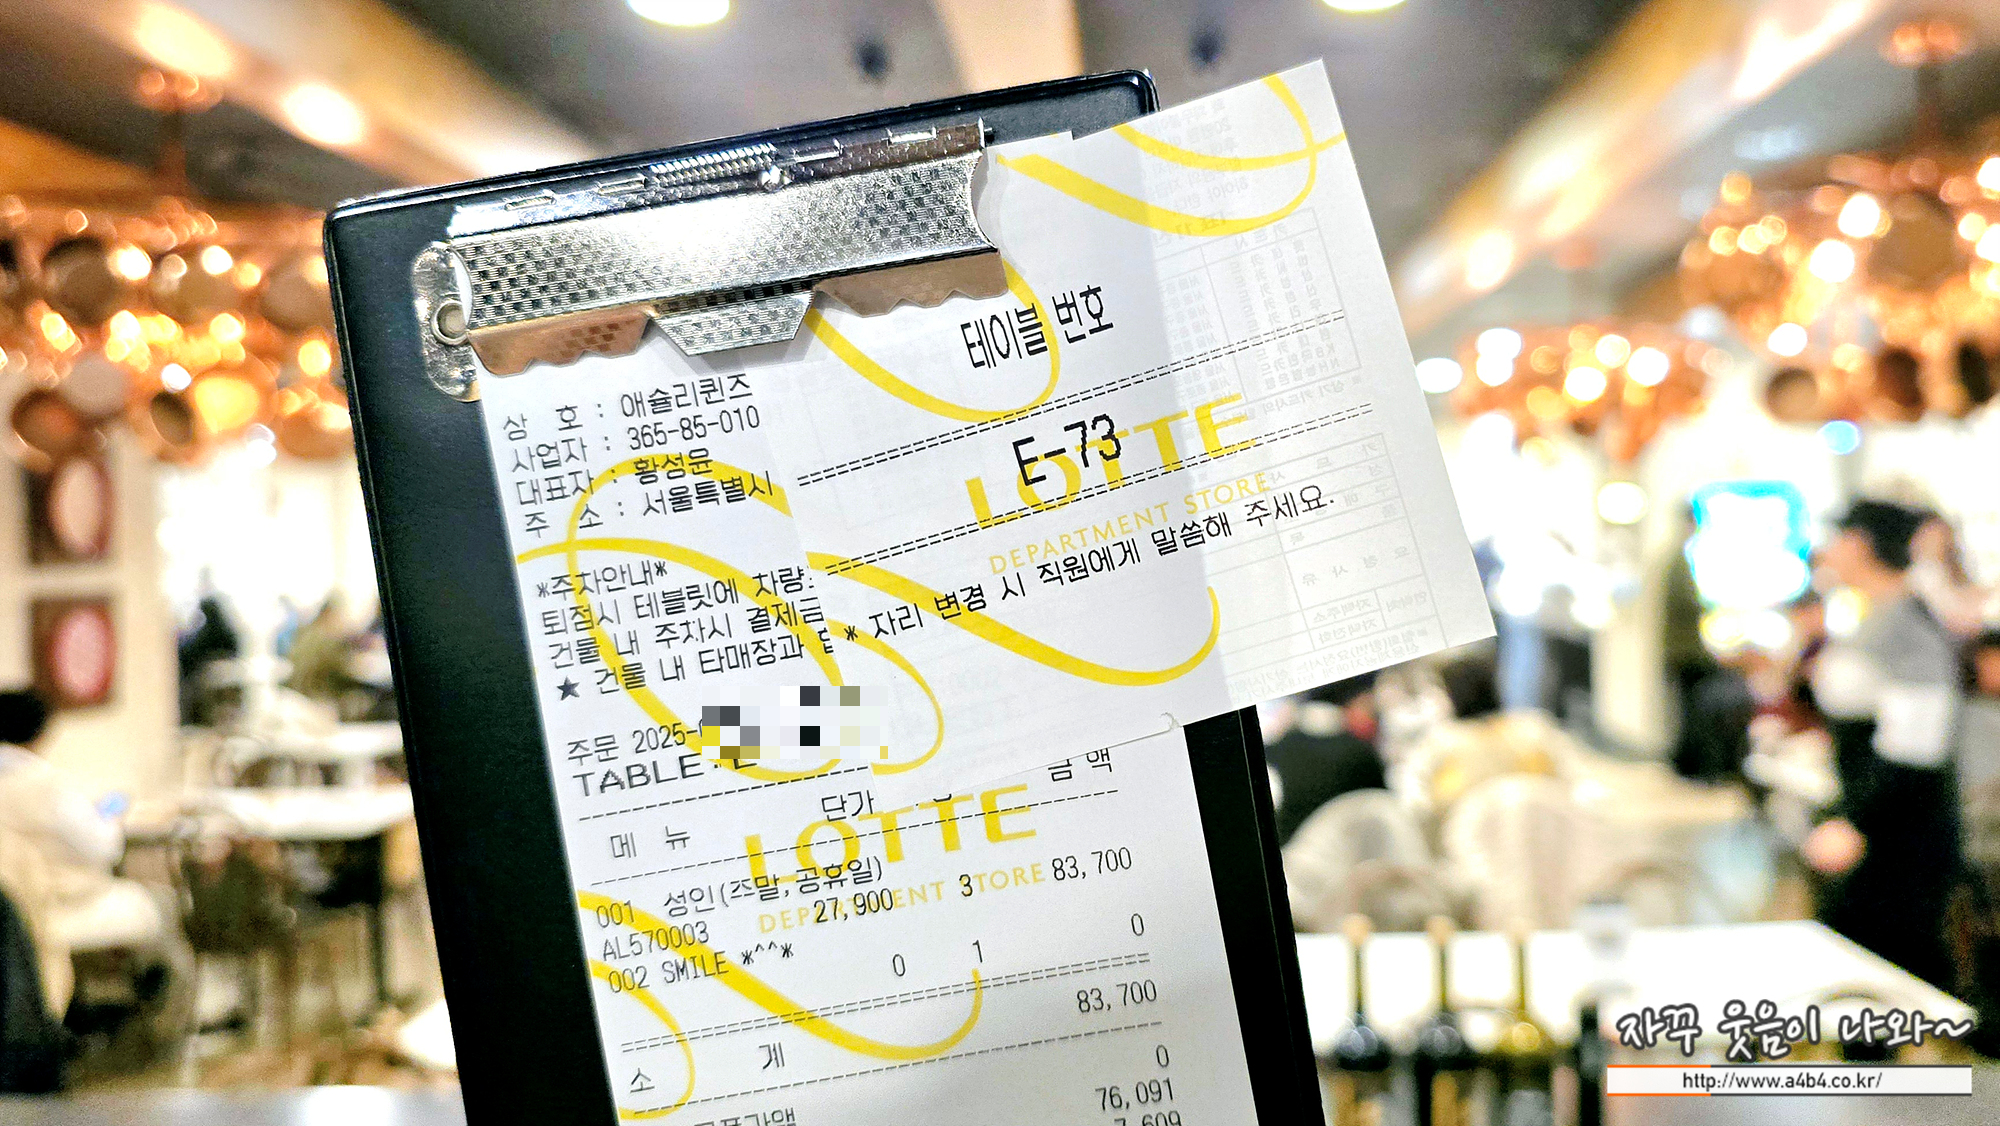 테이블 번호
E-73
LOTTE
DEPARTMENT STORE
* 자리 변경 시 직원에게 말씀해 주세요.
상 호 : 애슐리퀸즈
사업자 : 365-85-010
대표자 : 황성윤
주 소 : 서울특별시
*주차안내*
퇴점시 테블릿에 차량
건물 내 주차시 결제금
★ 건물 내 타매장과
주문 2025-
TABLE:
메 뉴 단가 금 액
LOTTE
DEPARTMENT STORE
001 성인(주말,공휴일)
AL570003 27,900 3 83,700
002 SMILE *^^*
0 1 0
소 계 83,700
0
76,091
7,609
자꾸 웃음이 나와~
http://www.a4b4.co.kr/